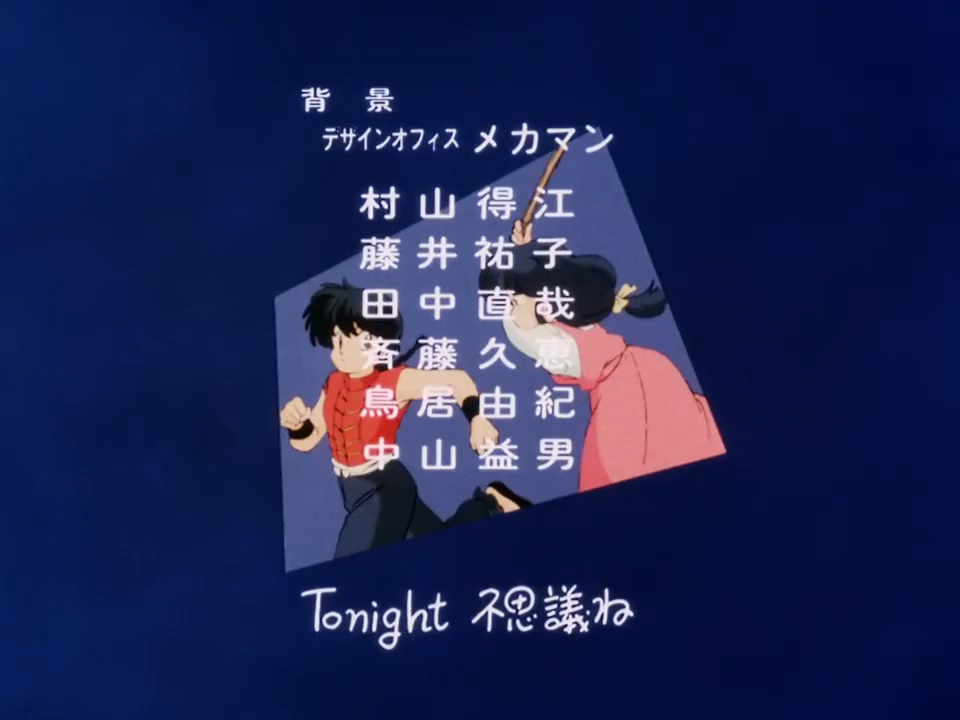 背 景
デザインオフィス メカマン
村山得江
藤井祐子
田中直哉
斉藤久恵
鳥居由紀
中山益男
Tonight 不思議ね